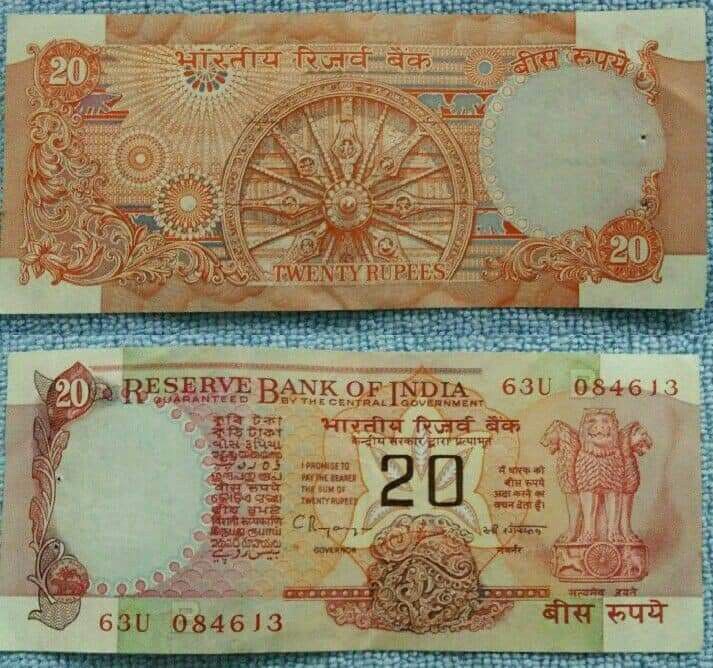 20
भारतीय रिज़र्व बैंक
बीस रूपये
TWENTY RUPEES
20
20
RESERVE BANK OF INDIA
63U 084613
GUARANTEED BY THE CENTRAL GOVERNMENT
भारतीय रिज़र्व बैंक
केन्द्रीय सरकार द्वारा प्रत्याभूत
I PROMISE TO
PAY THE BEARER
THE SUM OF
TWENTY RUPEES
20
मैं धारक को
बीस रूपये
अदा करने का
वचन देता हूँ।
GOVERNOR
गवर्नर
सत्यमेव जयते
63U 084613
बीस रूपये